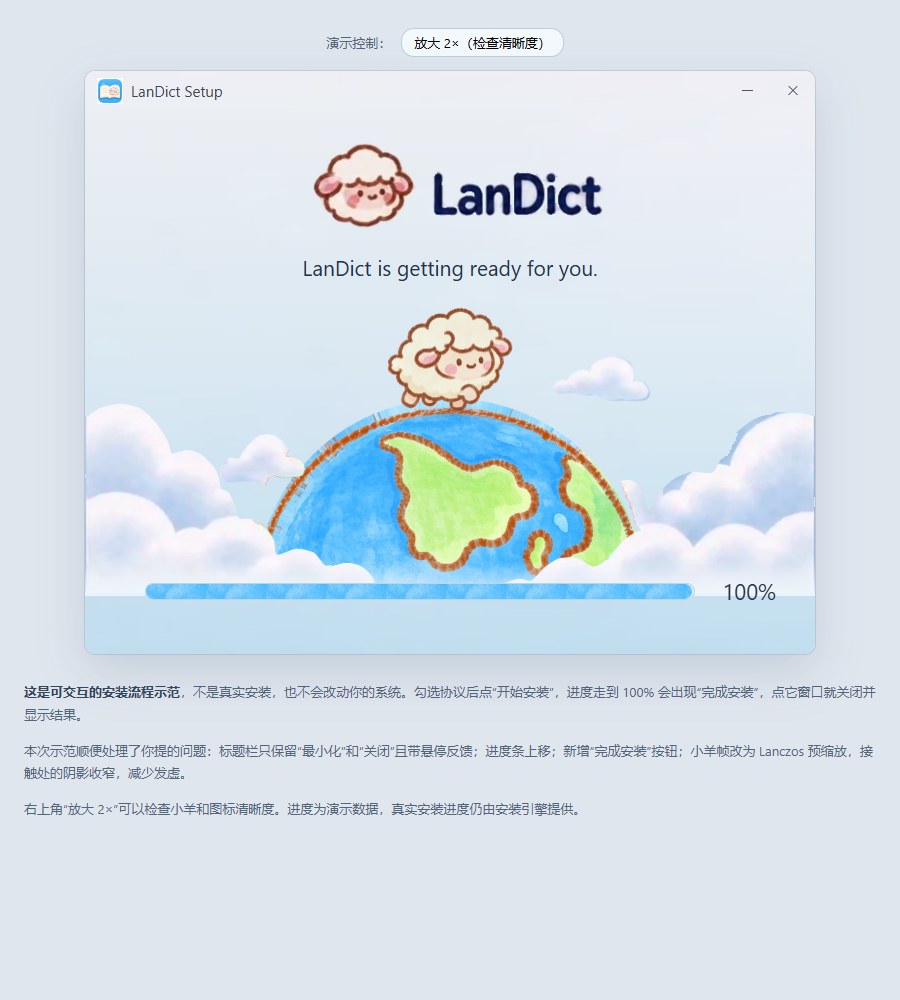 演示控制：
放大 2×（检查清晰度）
LanDict Setup
LanDict
LanDict is getting ready for you.
100%
这是可交互的安装流程示范，不是真实安装，也不会改动你的系统。勾选协议后点“开始安装”，进度走到 100% 会出现“完成安装”，点它窗口就关闭并
显示结果。
本次示范顺便处理了你提的问题：标题栏只保留“最小化”和“关闭”且带悬停反馈；进度条上移；新增“完成安装”按钮；小羊帧改为 Lanczos 预缩放，接
触处的阴影收窄，减少发虚。
右上角“放大 2×”可以检查小羊和图标清晰度。进度为演示数据，真实安装进度仍由安装引擎提供。